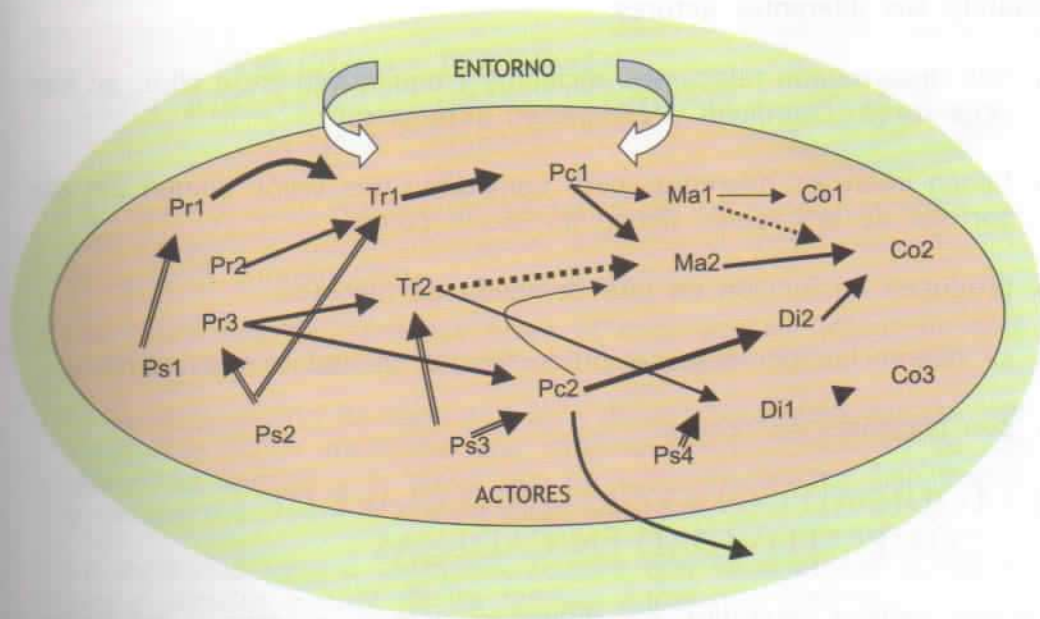 ENTORNO
Pc1
Pr1
Tr1
Ma1
Co1
Pr2
Ma2
Co2
Tr2
Pr3
Di2
Ps1
Pc2
Co3
Di1
Ps2
Ps3
Ps4
ACTORES